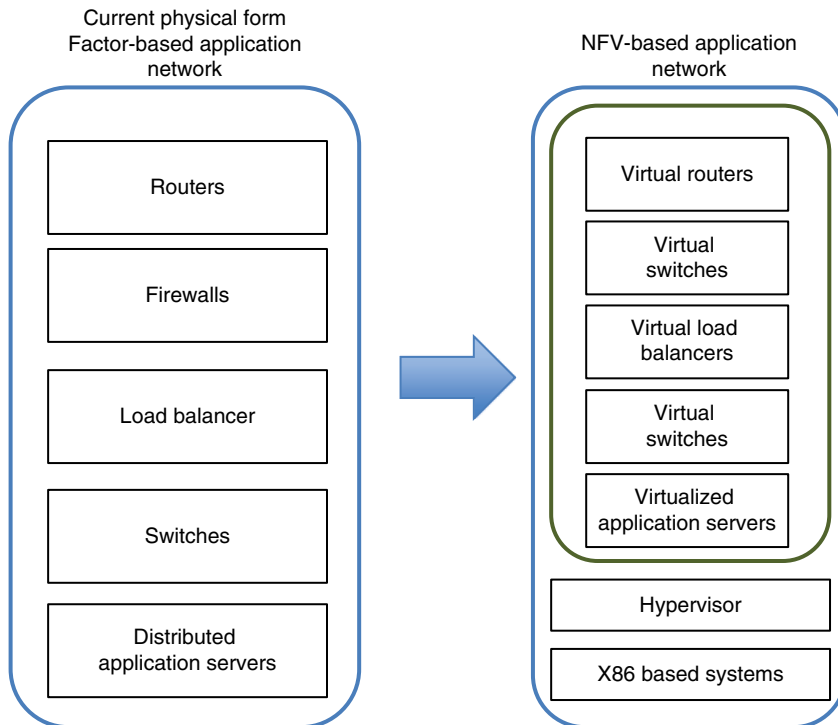 Current physical form
Factor-based application
network
Routers
Firewalls
Load balancer
Switches
Distributed
application servers
NFV-based application
network
Virtual routers
Virtual
switches
Virtual load
balancers
Virtual
switches
Virtualized
application servers
Hypervisor
X86 based systems